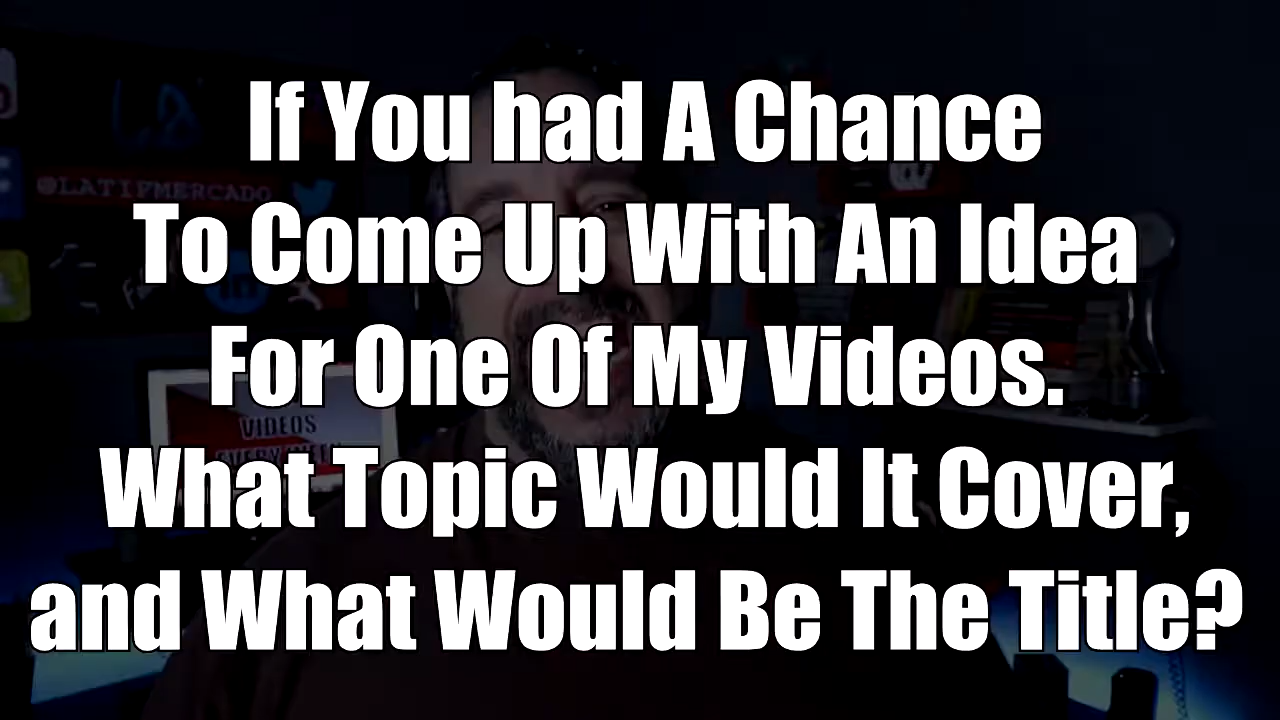 If You had A Chance
To Come Up With An Idea
For One Of My Videos.
What Topic Would It Cover,
and What Would Be The Title?
@LATIFMERCADO
VIDEOS